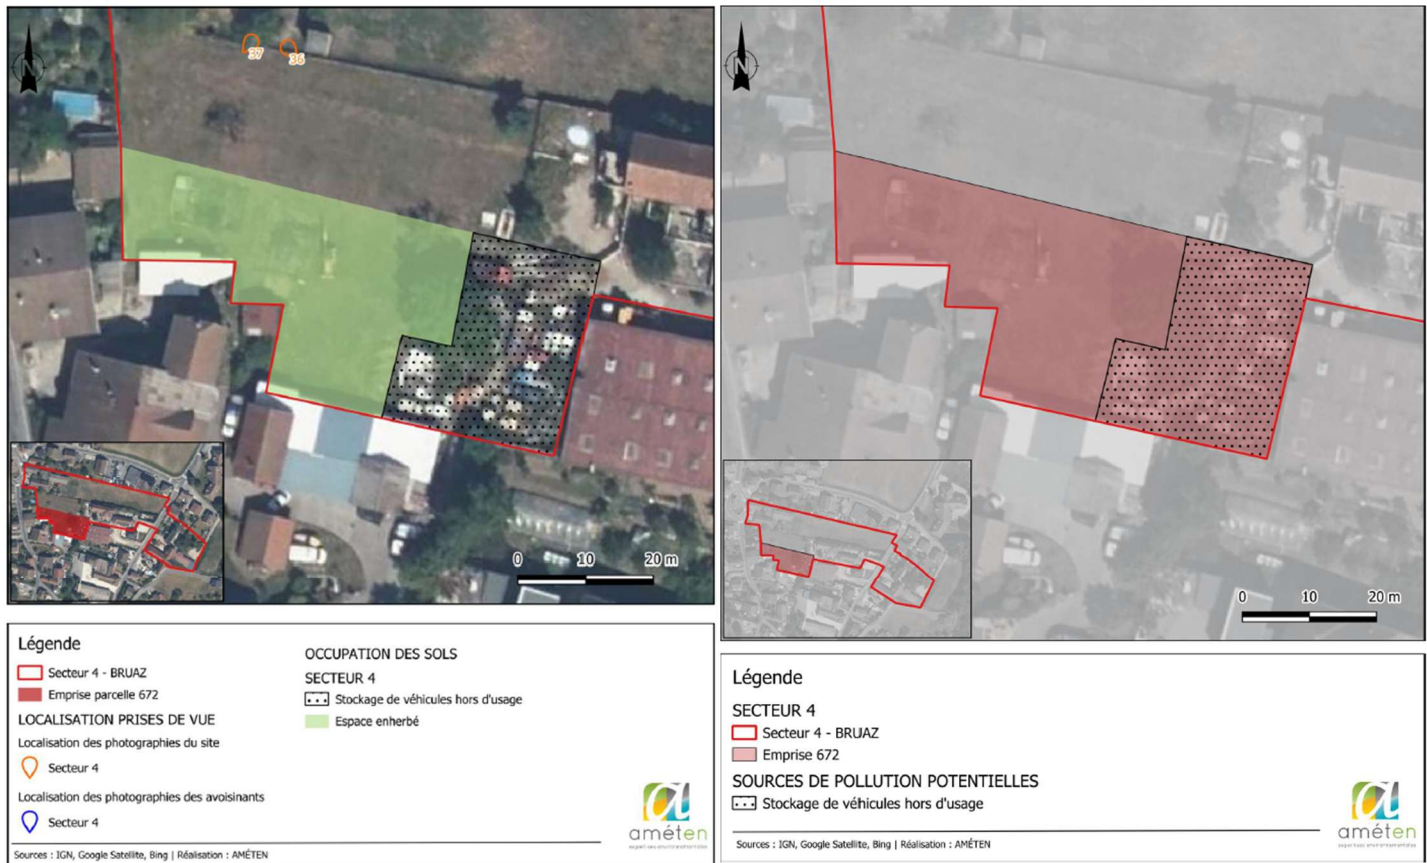 N
37
36
0 10 20 m
Légende
Secteur 4 - BRUAZ
Emprise parcelle 672
LOCALISATION PRISES DE VUE
Localisation des photographies du site
Secteur 4
Localisation des photographies des avoisinants
Secteur 4
OCCUPATION DES SOLS
SECTEUR 4
Stockage de véhicules hors d'usage
Espace enherbé
améten
expertises environnementales
Sources : IGN, Google Satellite, Bing | Réalisation : AMÉTEN
N
0 10 20 m
Légende
SECTEUR 4
Secteur 4 - BRUAZ
Emprise 672
SOURCES DE POLLUTION POTENTIELLES
Stockage de véhicules hors d'usage
améten
expertises environnementales
Sources : IGN, Google Satellite, Bing | Réalisation : AMÉTEN